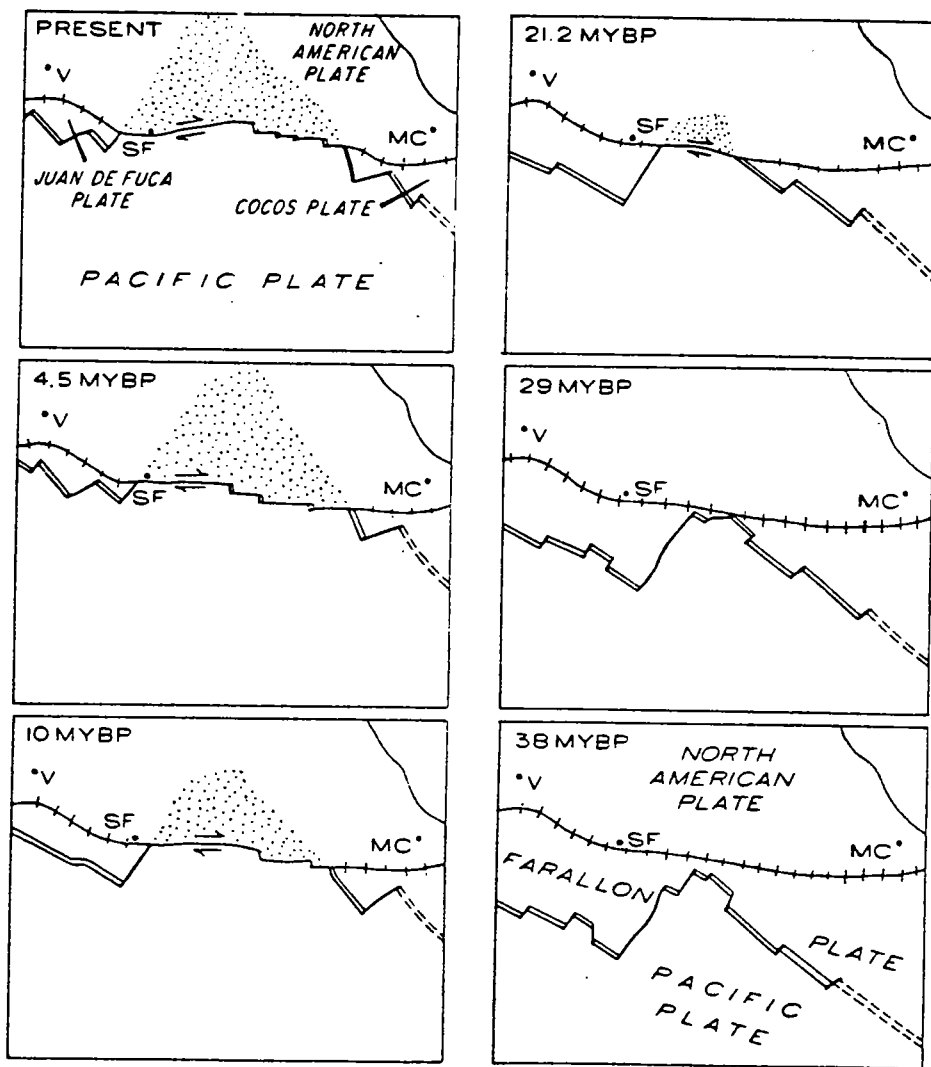 PRESENT
NORTH
AMERICAN
PLATE
V
SF
MC
JUAN DE FUCA
PLATE
COCOS PLATE
PACIFIC PLATE
4.5 MYBP
V
SF
MC
10 MYBP
V
SF
MC
21.2 MYBP
V
SF
MC
29 MYBP
V
SF
MC
38 MYBP
NORTH
AMERICAN
PLATE
V
SF
MC
FARALLON
PLATE
PACIFIC
PLATE